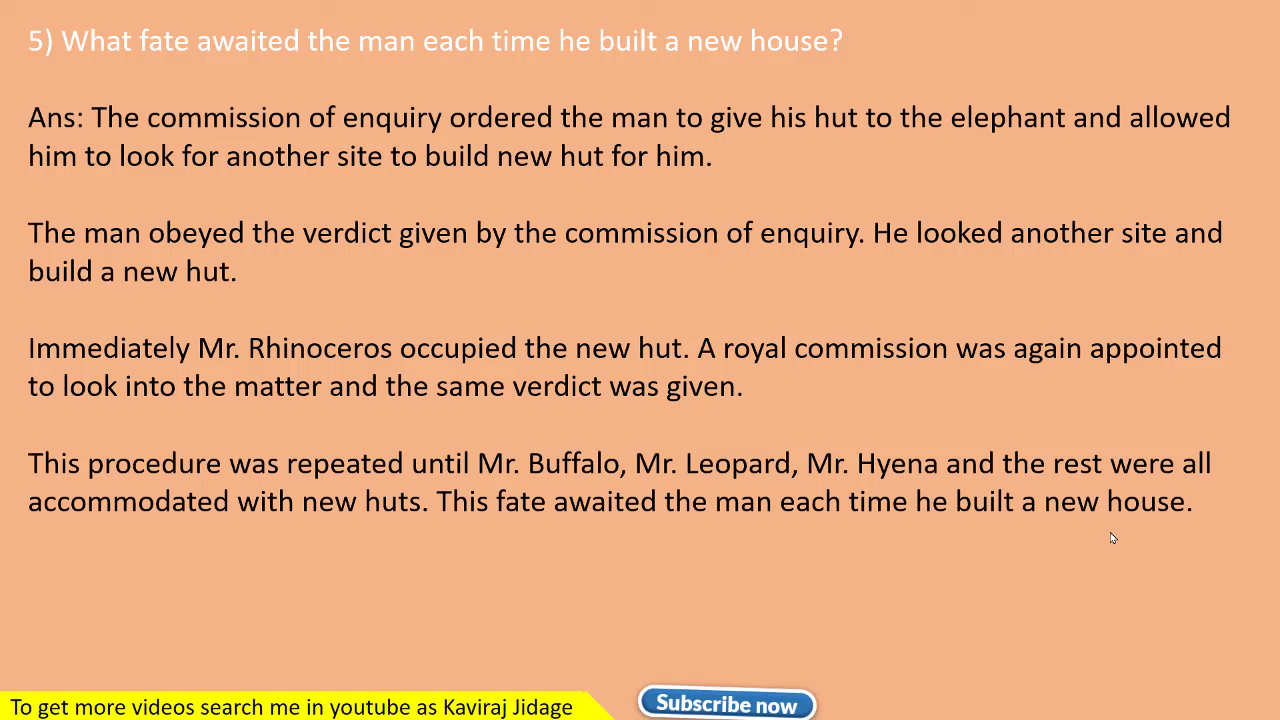 5) What fate awaited the man each time he built a new house?
Ans: The commission of enquiry ordered the man to give his hut to the elephant and allowed
him to look for another site to build new hut for him.
The man obeyed the verdict given by the commission of enquiry. He looked another site and
build a new hut.
Immediately Mr. Rhinoceros occupied the new hut. A royal commission was again appointed
to look into the matter and the same verdict was given.
This procedure was repeated until Mr. Buffalo, Mr. Leopard, Mr. Hyena and the rest were all
accommodated with new huts. This fate awaited the man each time he built a new house.
To get more videos search me in youtube as Kaviraj Jidage
Subscribe now